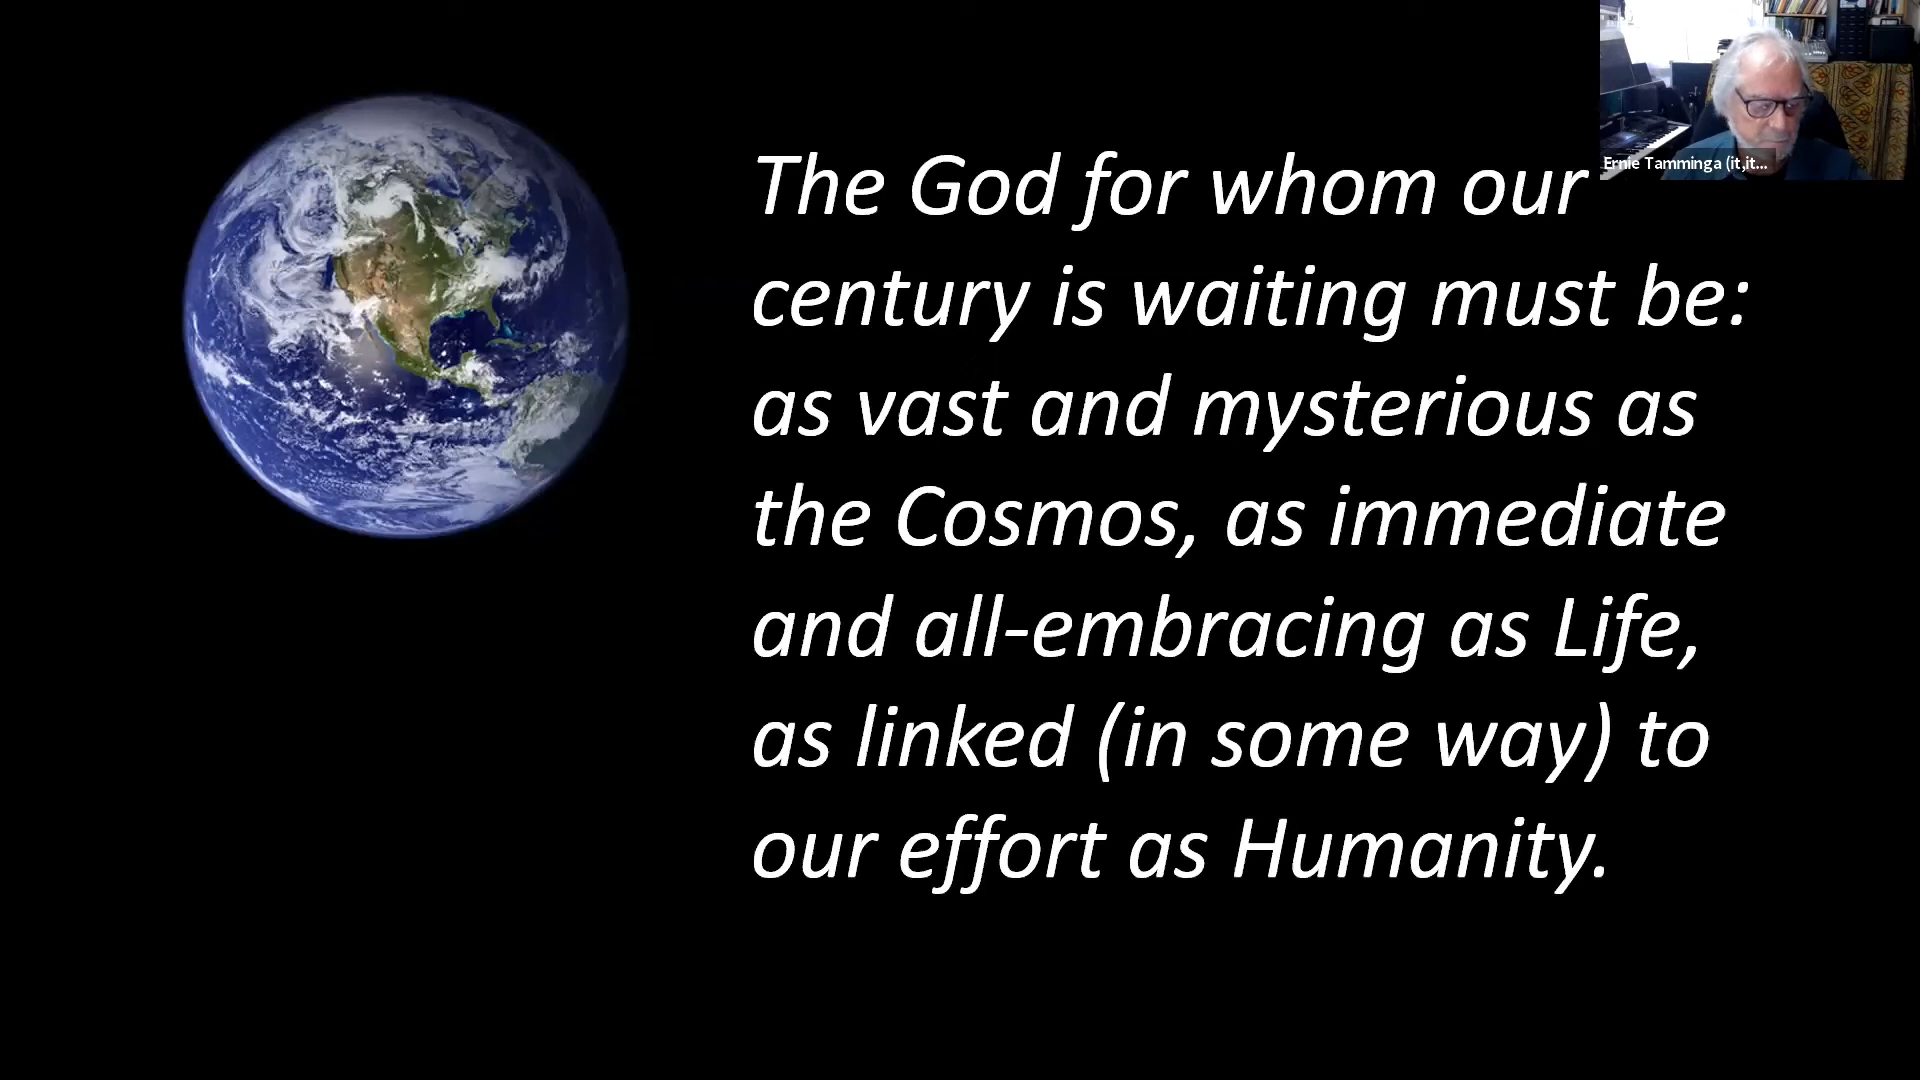 The God for whom our
century is waiting must be:
as vast and mysterious as
the Cosmos, as immediate
and all-embracing as Life,
as linked (in some way) to
our effort as Humanity.
Ernie Tamminga (it,it...